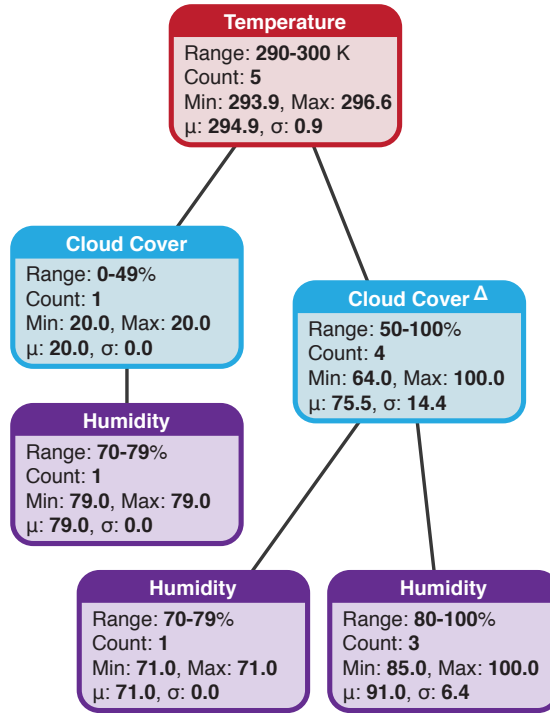 Temperature
Range: 290-300 K
Count: 5
Min: 293.9, Max: 296.6
μ: 294.9, σ: 0.9
Cloud Cover
Range: 0-49%
Count: 1
Min: 20.0, Max: 20.0
μ: 20.0, σ: 0.0
Cloud Cover Δ
Range: 50-100%
Count: 4
Min: 64.0, Max: 100.0
μ: 75.5, σ: 14.4
Humidity
Range: 70-79%
Count: 1
Min: 79.0, Max: 79.0
μ: 79.0, σ: 0.0
Humidity
Range: 70-79%
Count: 1
Min: 71.0, Max: 71.0
μ: 71.0, σ: 0.0
Humidity
Range: 80-100%
Count: 3
Min: 85.0, Max: 100.0
μ: 91.0, σ: 6.4